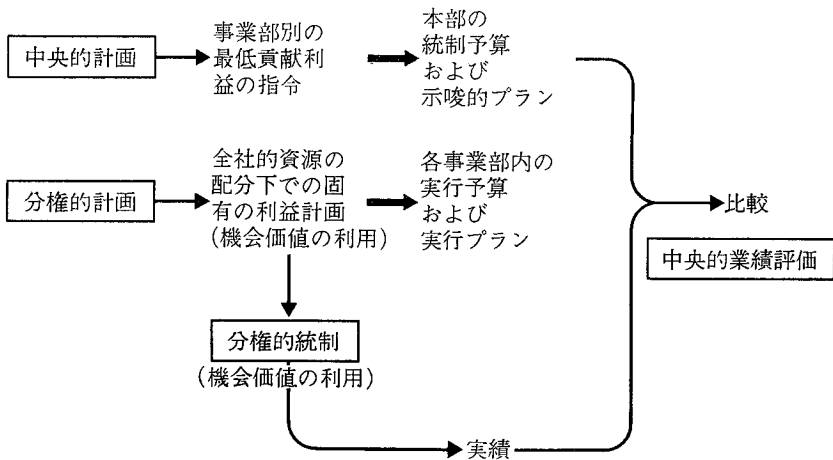 中央的計画
事業部別の
最低貢献利
益の指令
本部の
統制予算
および
示唆的プラン
分権的計画
全社的資源の
配分下での固
有の利益計画
(機会価値の利用)
各事業部内の
実行予算
および
実行プラン
比較
中央的業績評価
分権的統制
(機会価値の利用)
実績